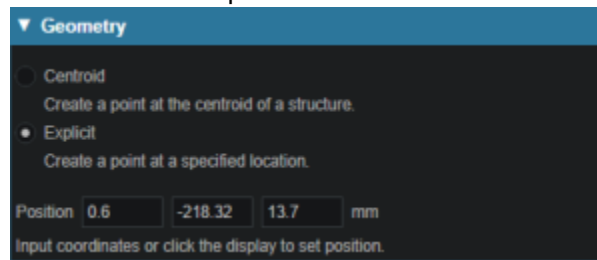 ▼ Geometry
Centroid
Create a point at the centroid of a structure.
Explicit
Create a point at a specified location.
Position 0.6 -218.32 13.7 mm
Input coordinates or click the display to set position.